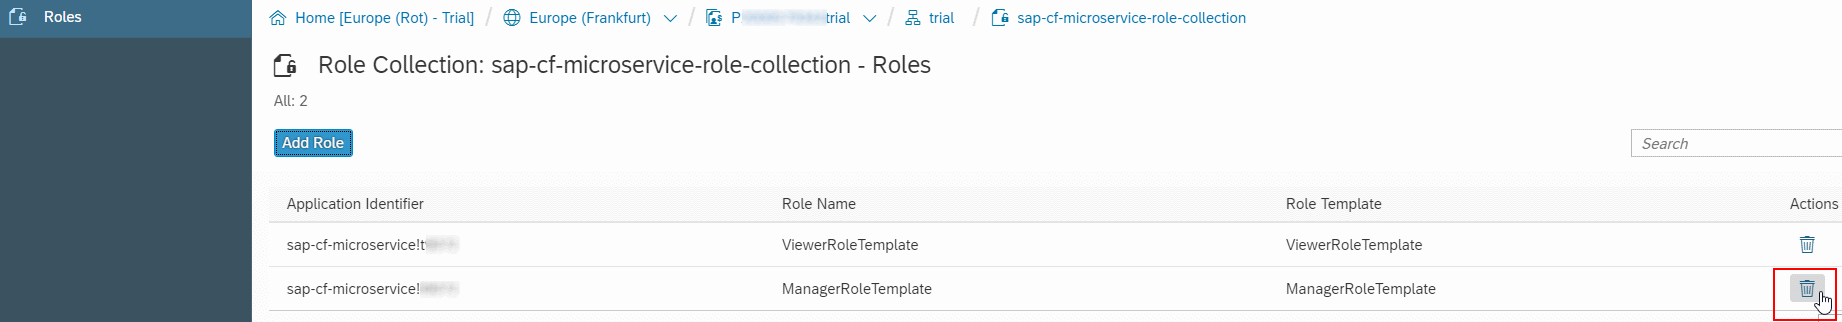 Roles
Home [Europe (Rot) - Trial] / Europe (Frankfurt) / P trial / trial / sap-cf-microservice-role-collection
Role Collection: sap-cf-microservice-role-collection - Roles
All: 2
Add Role
Search
Application Identifier Role Name Role Template Actions
sap-cf-microservice!t ViewerRoleTemplate ViewerRoleTemplate
sap-cf-microservice! ManagerRoleTemplate ManagerRoleTemplate